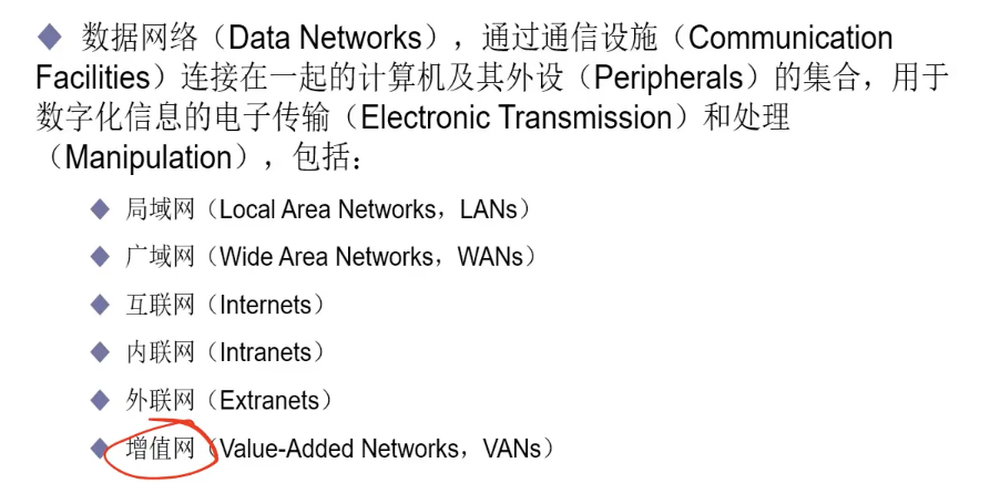 数据网络（Data Networks），通过通信设施（Communication
Facilities）连接在一起的计算机及其外设（Peripherals）的集合，用于
数字化信息的电子传输（Electronic Transmission）和处理
（Manipulation），包括：
局域网（Local Area Networks，LANs）
广域网（Wide Area Networks，WANs）
互联网（Internets）
内联网（Intranets）
外联网（Extranets）
增值网（Value-Added Networks，VANs）